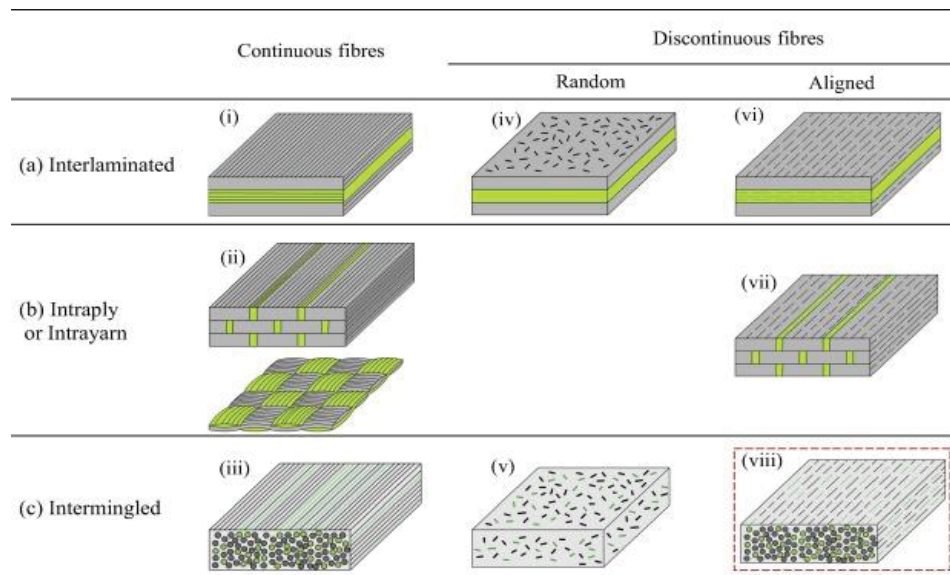 Continuous fibres
Discontinuous fibres
Random
Aligned
(a) Interlaminated
(i)
(iv)
(vi)
(b) Intraply
or Intrayarn
(ii)
(vii)
(c) Intermingled
(iii)
(v)
(viii)